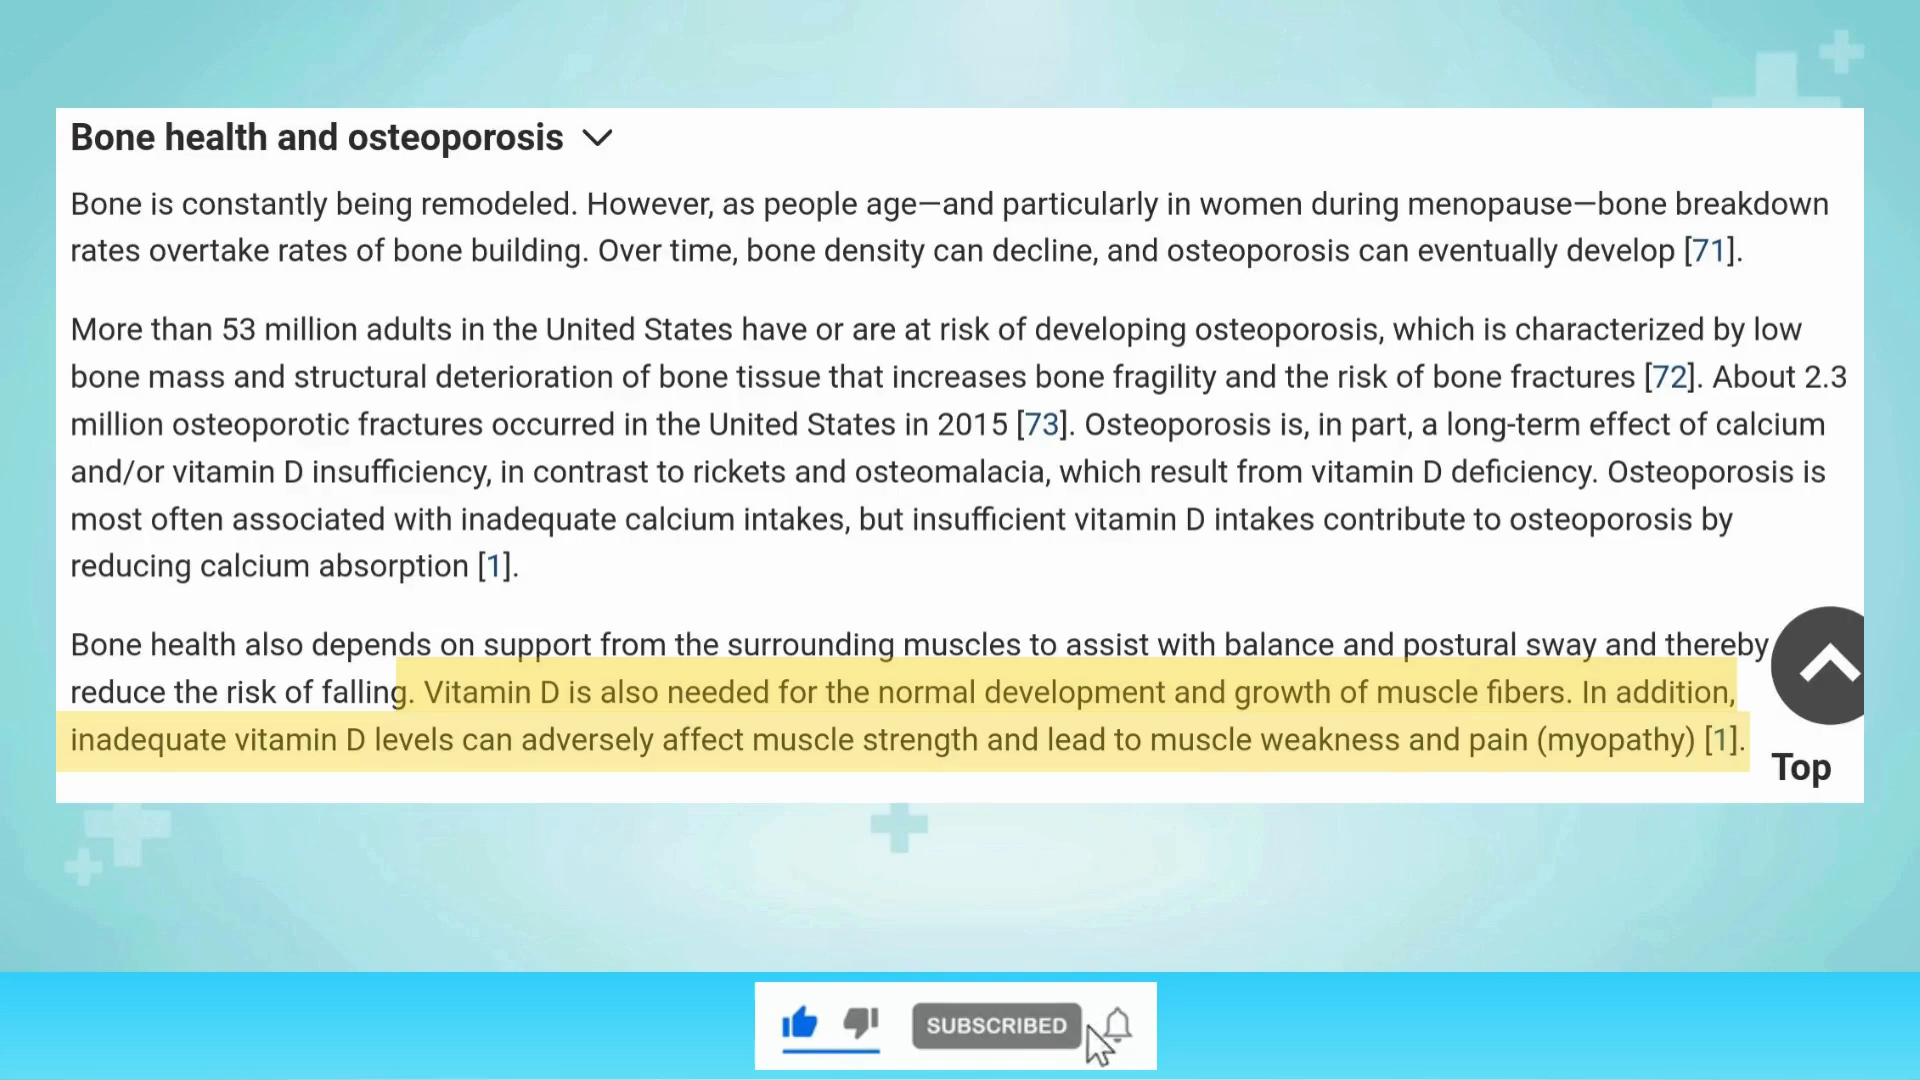 Bone health and osteoporosis
Bone is constantly being remodeled. However, as people age—and particularly in women during menopause—bone breakdown
rates overtake rates of bone building. Over time, bone density can decline, and osteoporosis can eventually develop [71].
More than 53 million adults in the United States have or are at risk of developing osteoporosis, which is characterized by low
bone mass and structural deterioration of bone tissue that increases bone fragility and the risk of bone fractures [72]. About 2.3
million osteoporotic fractures occurred in the United States in 2015 [73]. Osteoporosis is, in part, a long-term effect of calcium
and/or vitamin D insufficiency, in contrast to rickets and osteomalacia, which result from vitamin D deficiency. Osteoporosis is
most often associated with inadequate calcium intakes, but insufficient vitamin D intakes contribute to osteoporosis by
reducing calcium absorption [1].
Bone health also depends on support from the surrounding muscles to assist with balance and postural sway and thereby
reduce the risk of falling. Vitamin D is also needed for the normal development and growth of muscle fibers. In addition,
inadequate vitamin D levels can adversely affect muscle strength and lead to muscle weakness and pain (myopathy) [1].
Top
SUBSCRIBED